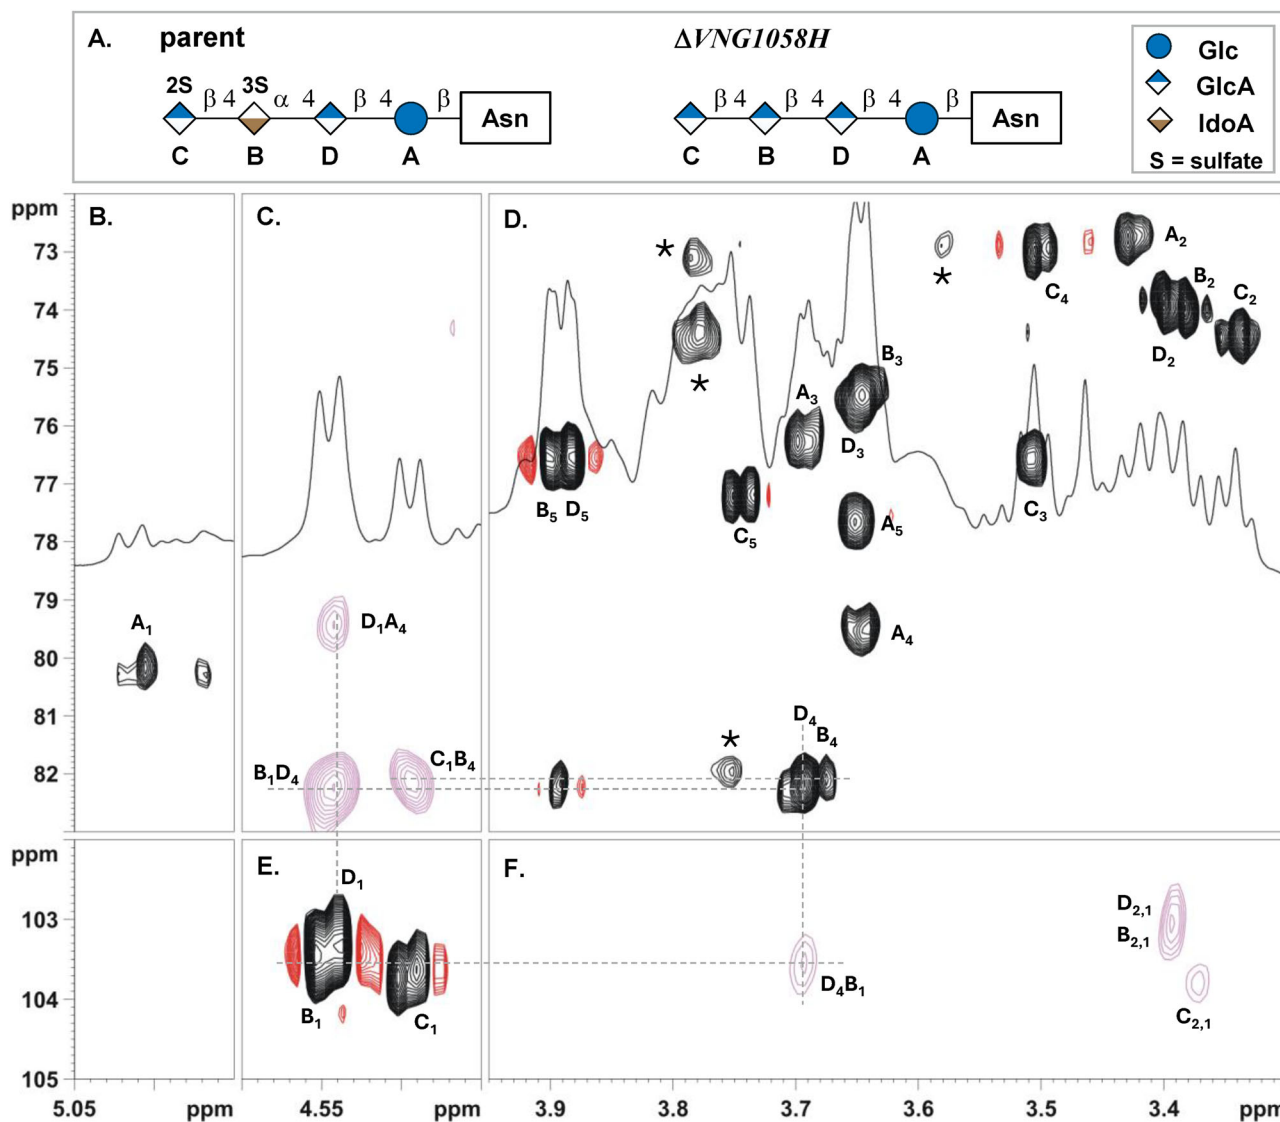 A. parent ΔVNG1058H
2S 3S
β 4 α 4 β 4 β Asn
C B D A
β 4 β 4 β 4 β Asn
C B D A
Glc
GlcA
IdoA
S = sulfate
ppm
73
74
75
76
77
78
79
80
81
82
B.
A1
C.
D1A4
B1D4
C1B4
D.
*
*
*
*
A2
C4
B2
C2
D2
B3
A3
D3
B5 D5
C5
A5
C3
A4
D4
B4
ppm
103
104
105
E.
D1
B1
C1
F.
D2,1
B2,1
D4B1
C2,1
5.05 ppm 4.55 ppm 3.9 3.8 3.7 3.6 3.5 3.4 ppm